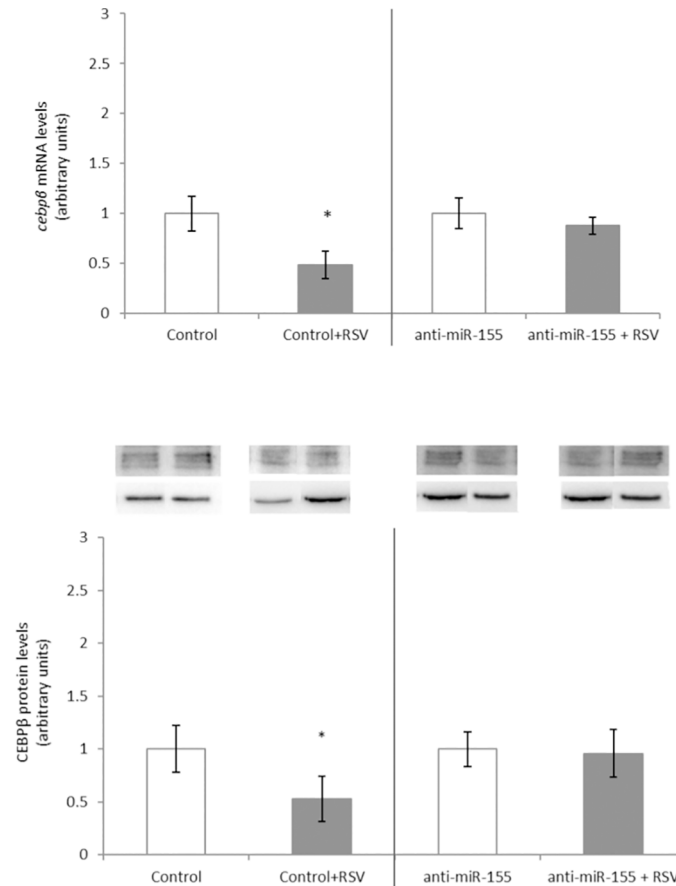 3
2.5
2
1.5
1
0.5
0
cebpβ mRNA levels
(arbitrary units)
*
Control
Control+RSV
anti-miR-155
anti-miR-155 + RSV
3
2.5
2
1.5
1
0.5
0
CEBPβ protein levels
(arbitrary units)
*
Control
Control+RSV
anti-miR-155
anti-miR-155 + RSV